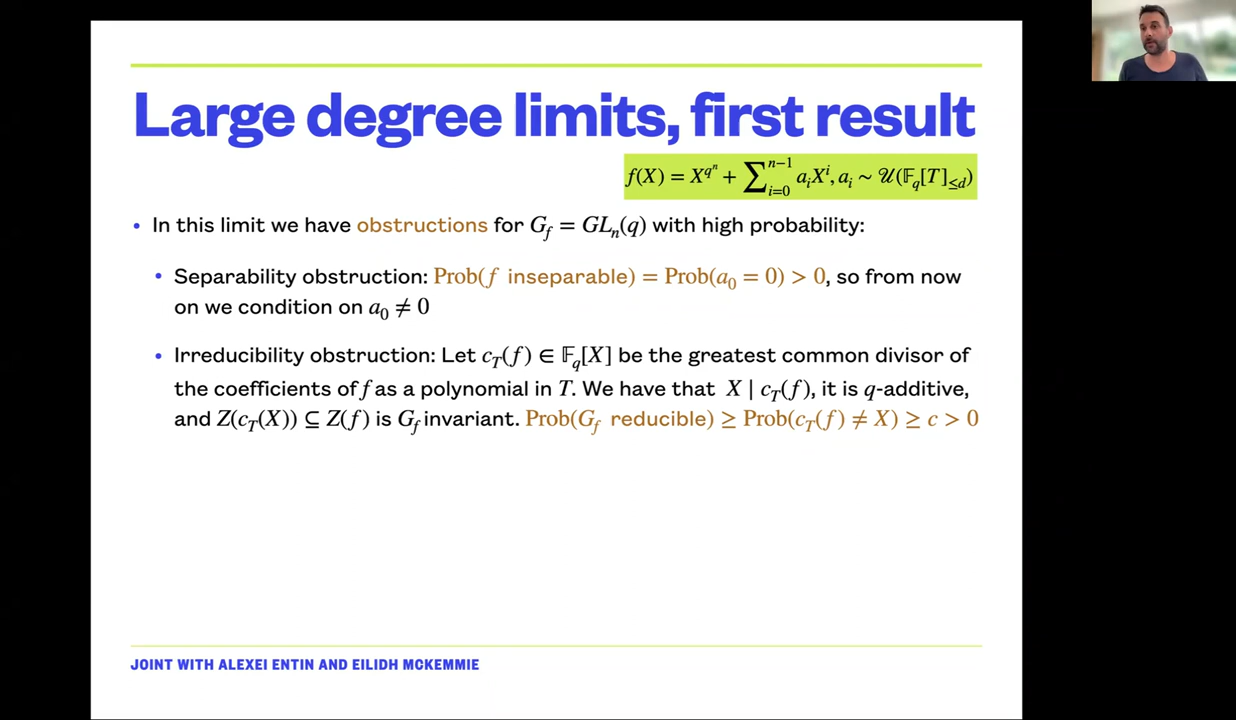 Large degree limits, first result
f(X) = X^{q^n} + \sum_{i=0}^{n-1} a_i X^i, a_i ∼ 𝒰(𝔽_q[T]_{≤d})
• In this limit we have obstructions for G_f = GL_n(q) with high probability:
• Separability obstruction: Prob(f inseparable) = Prob(a_0 = 0) > 0, so from now
on we condition on a_0 ≠ 0
• Irreducibility obstruction: Let c_T(f) ∈ 𝔽_q[X] be the greatest common divisor of
the coefficients of f as a polynomial in T. We have that X | c_T(f), it is q-additive,
and Z(c_T(X)) ⊆ Z(f) is G_f invariant. Prob(G_f reducible) ≥ Prob(c_T(f) ≠ X) ≥ c > 0
JOINT WITH ALEXEI ENTIN AND EILIDH MCKEMMIE